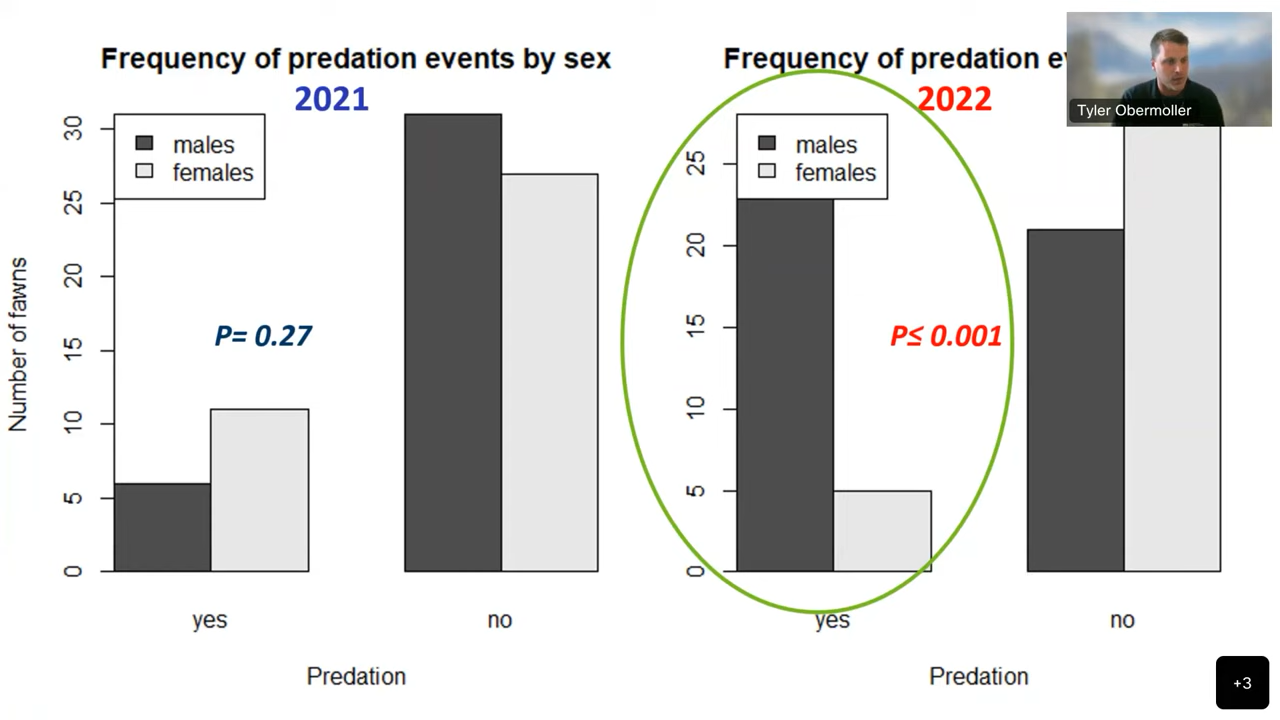 Frequency of predation events by sex
2021
30
25
20
15
10
5
0
Number of fawns
males
females
P= 0.27
yes
no
Predation
Frequency of predation
2022
25
20
15
10
5
0
males
females
P≤ 0.001
yes
no
Predation
Tyler Obermoller
+3